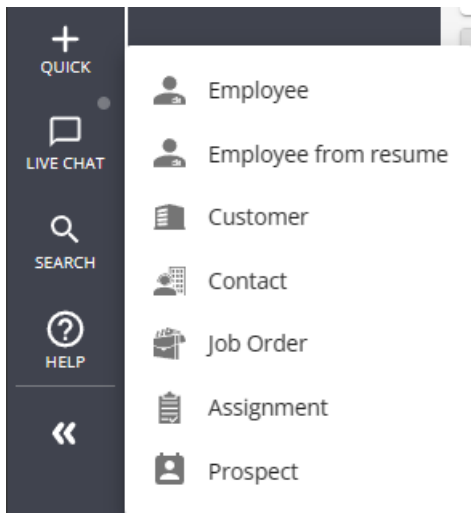 QUICK
LIVE CHAT
SEARCH
HELP
Employee
Employee from resume
Customer
Contact
Job Order
Assignment
Prospect